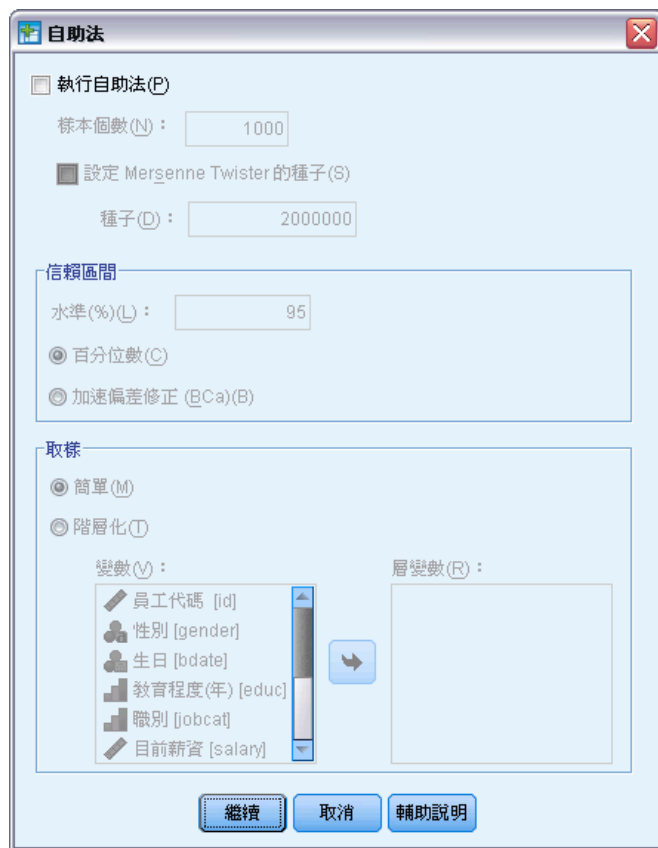 自助法
執行自助法(P)
樣本個數(N)： 1000
設定 Mersenne Twister 的種子(S)
種子(D)： 2000000
信賴區間
水準(%)(L)： 95
百分位數(C)
加速偏差修正 (BCa)(B)
取樣
簡單(M)
階層化(T)
變數(V)：
員工代碼 [id]
性別 [gender]
生日 [bdate]
教育程度(年) [educ]
職別 [jobcat]
目前薪資 [salary]
層變數(R)：
繼續 取消 輔助說明